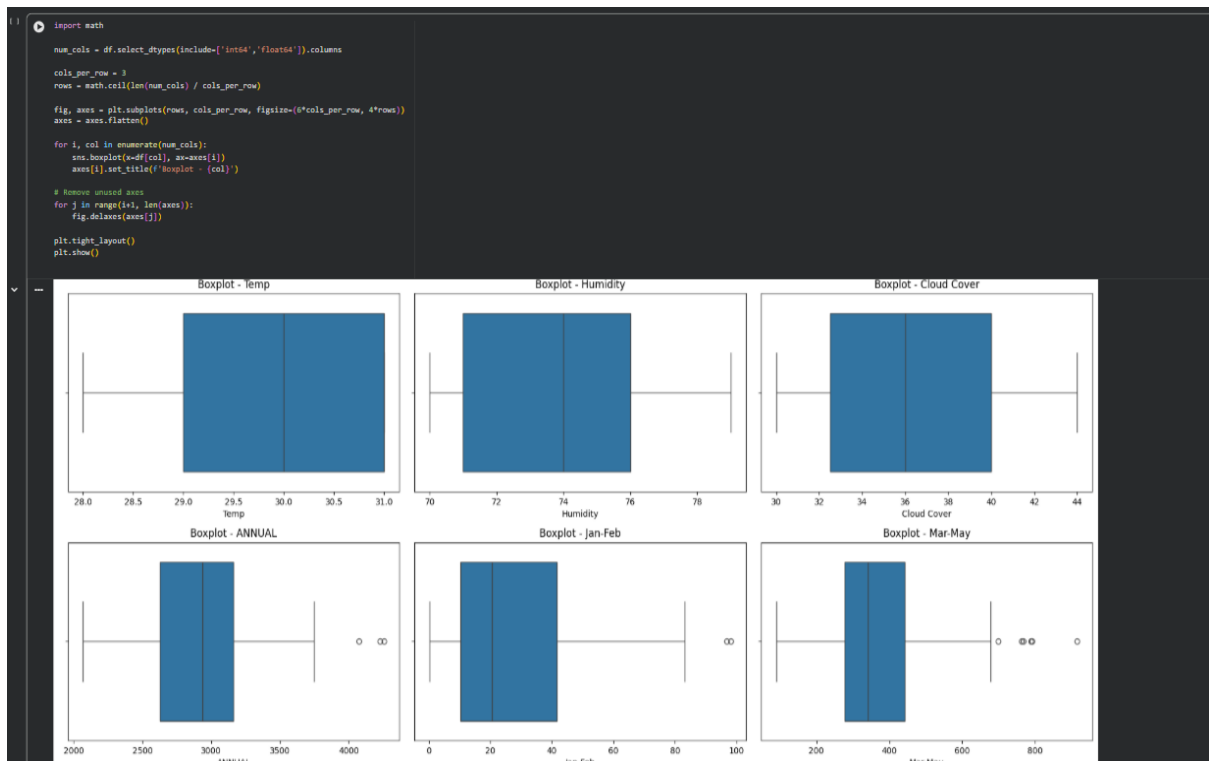 [ ]
import math
num_cols = df.select_dtypes(include=['int64','float64']).columns
cols_per_row = 3
rows = math.ceil(len(num_cols) / cols_per_row)
fig, axes = plt.subplots(rows, cols_per_row, figsize=(6*cols_per_row, 4*rows))
axes = axes.flatten()
for i, col in enumerate(num_cols):
    sns.boxplot(x=df[col], ax=axes[i])
    axes[i].set_title(f'Boxplot - {col}')
# Remove unused axes
for j in range(i+1, len(axes)):
    fig.delaxes(axes[j])
plt.tight_layout()
plt.show()
Boxplot - Temp
28.0 28.5 29.0 29.5 30.0 30.5 31.0
Temp
Boxplot - Humidity
70 72 74 76 78
Humidity
Boxplot - Cloud Cover
30 32 34 36 38 40 42 44
Cloud Cover
Boxplot - ANNUAL
2000 2500 3000 3500 4000
ANNUAL
Boxplot - Jan-Feb
0 20 40 60 80 100
Jan-Feb
Boxplot - Mar-May
200 400 600 800
Mar-May